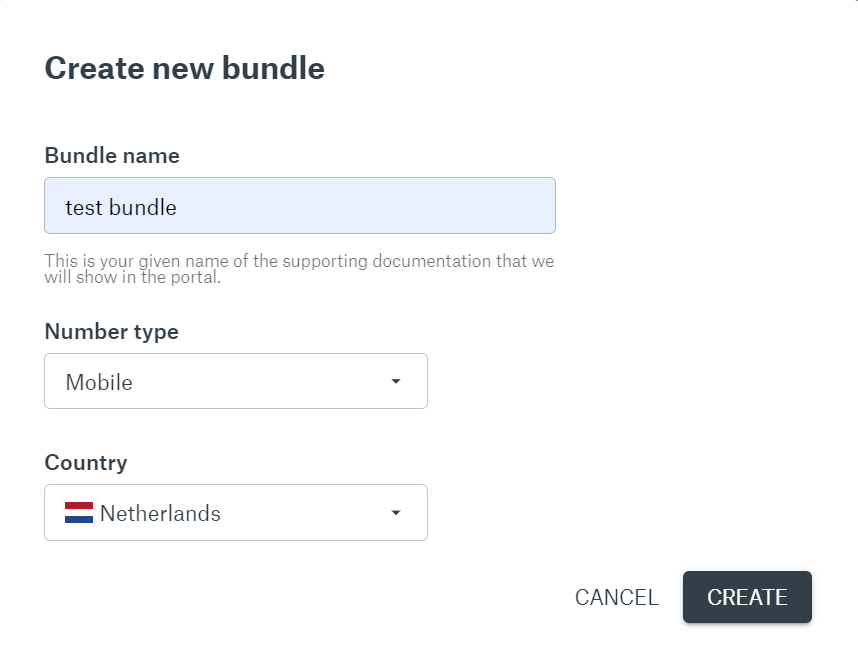 Create new bundle
Bundle name
test bundle
This is your given name of the supporting documentation that we
will show in the portal.
Number type
Mobile
Country
Netherlands
CANCEL
CREATE